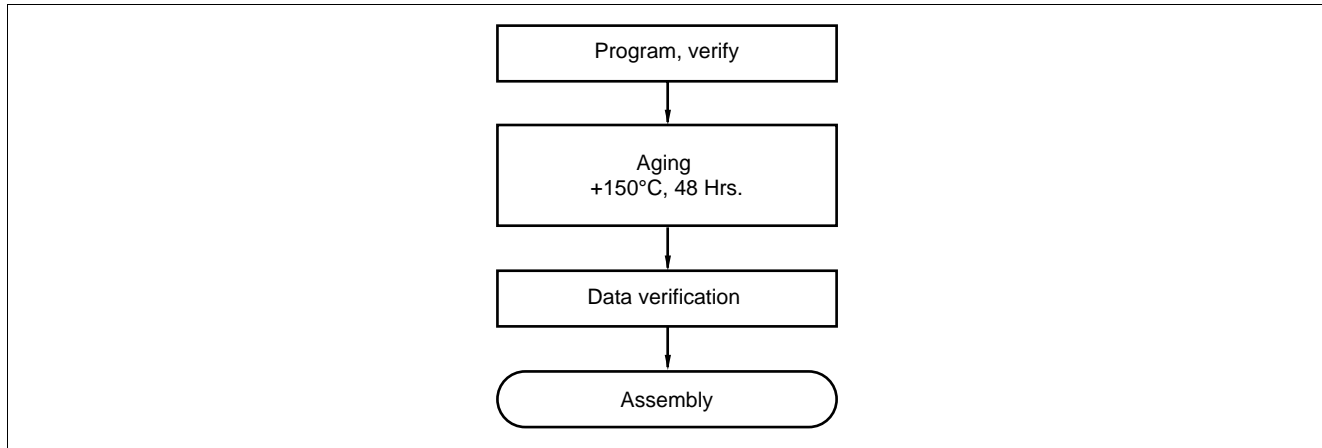 Program, verify
Aging
+150°C, 48 Hrs.
Data verification
Assembly